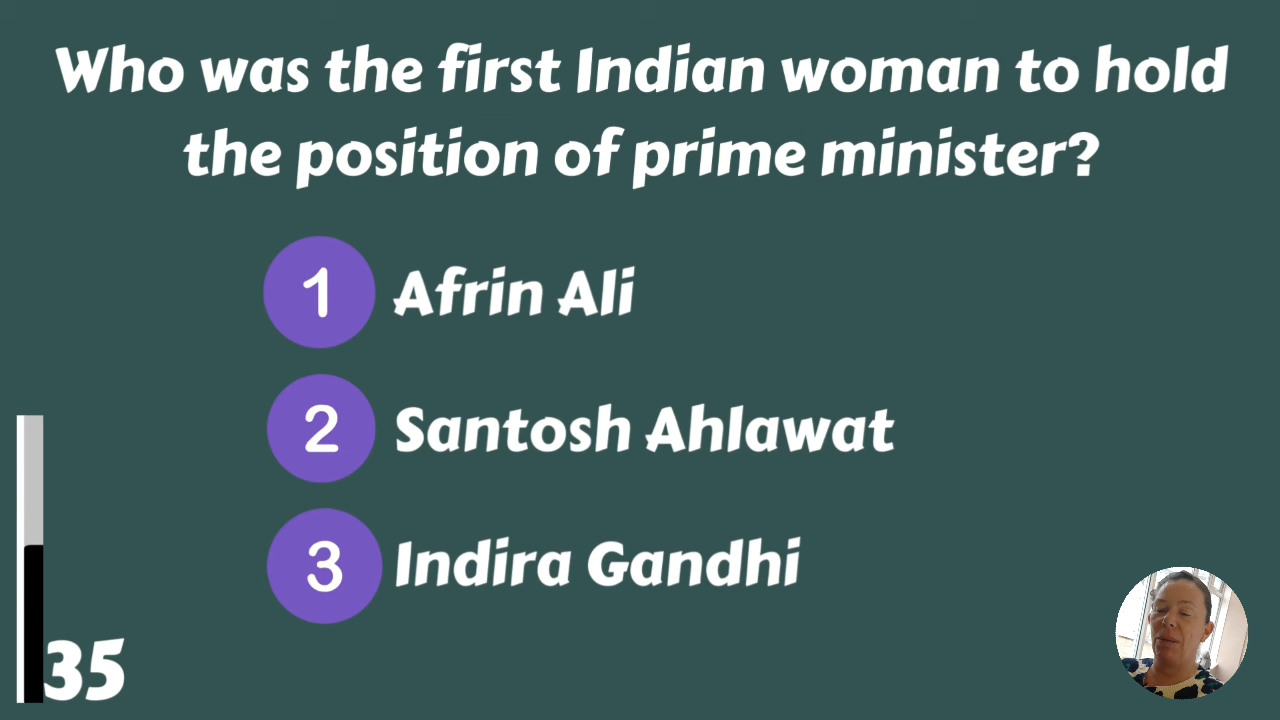 Who was the first Indian woman to hold
the position of prime minister?
1 Afrin Ali
2 Santosh Ahlawat
3 Indira Gandhi
35